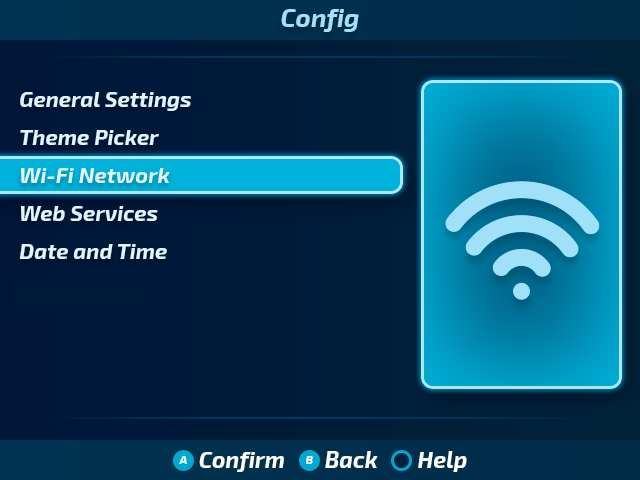 Config
General Settings
Theme Picker
Wi-Fi Network
Web Services
Date and Time
A Confirm B Back Help